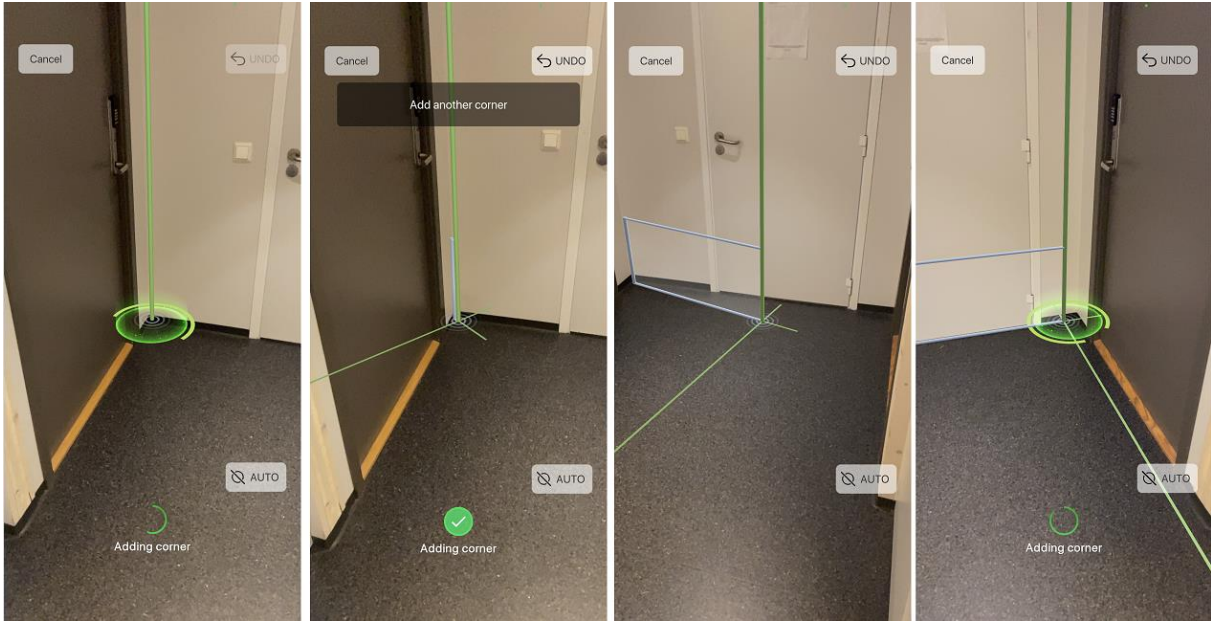 Cancel
UNDO
AUTO
Adding corner
Cancel
UNDO
Add another corner
AUTO
Adding corner
Cancel
UNDO
AUTO
Cancel
UNDO
AUTO
Adding corner